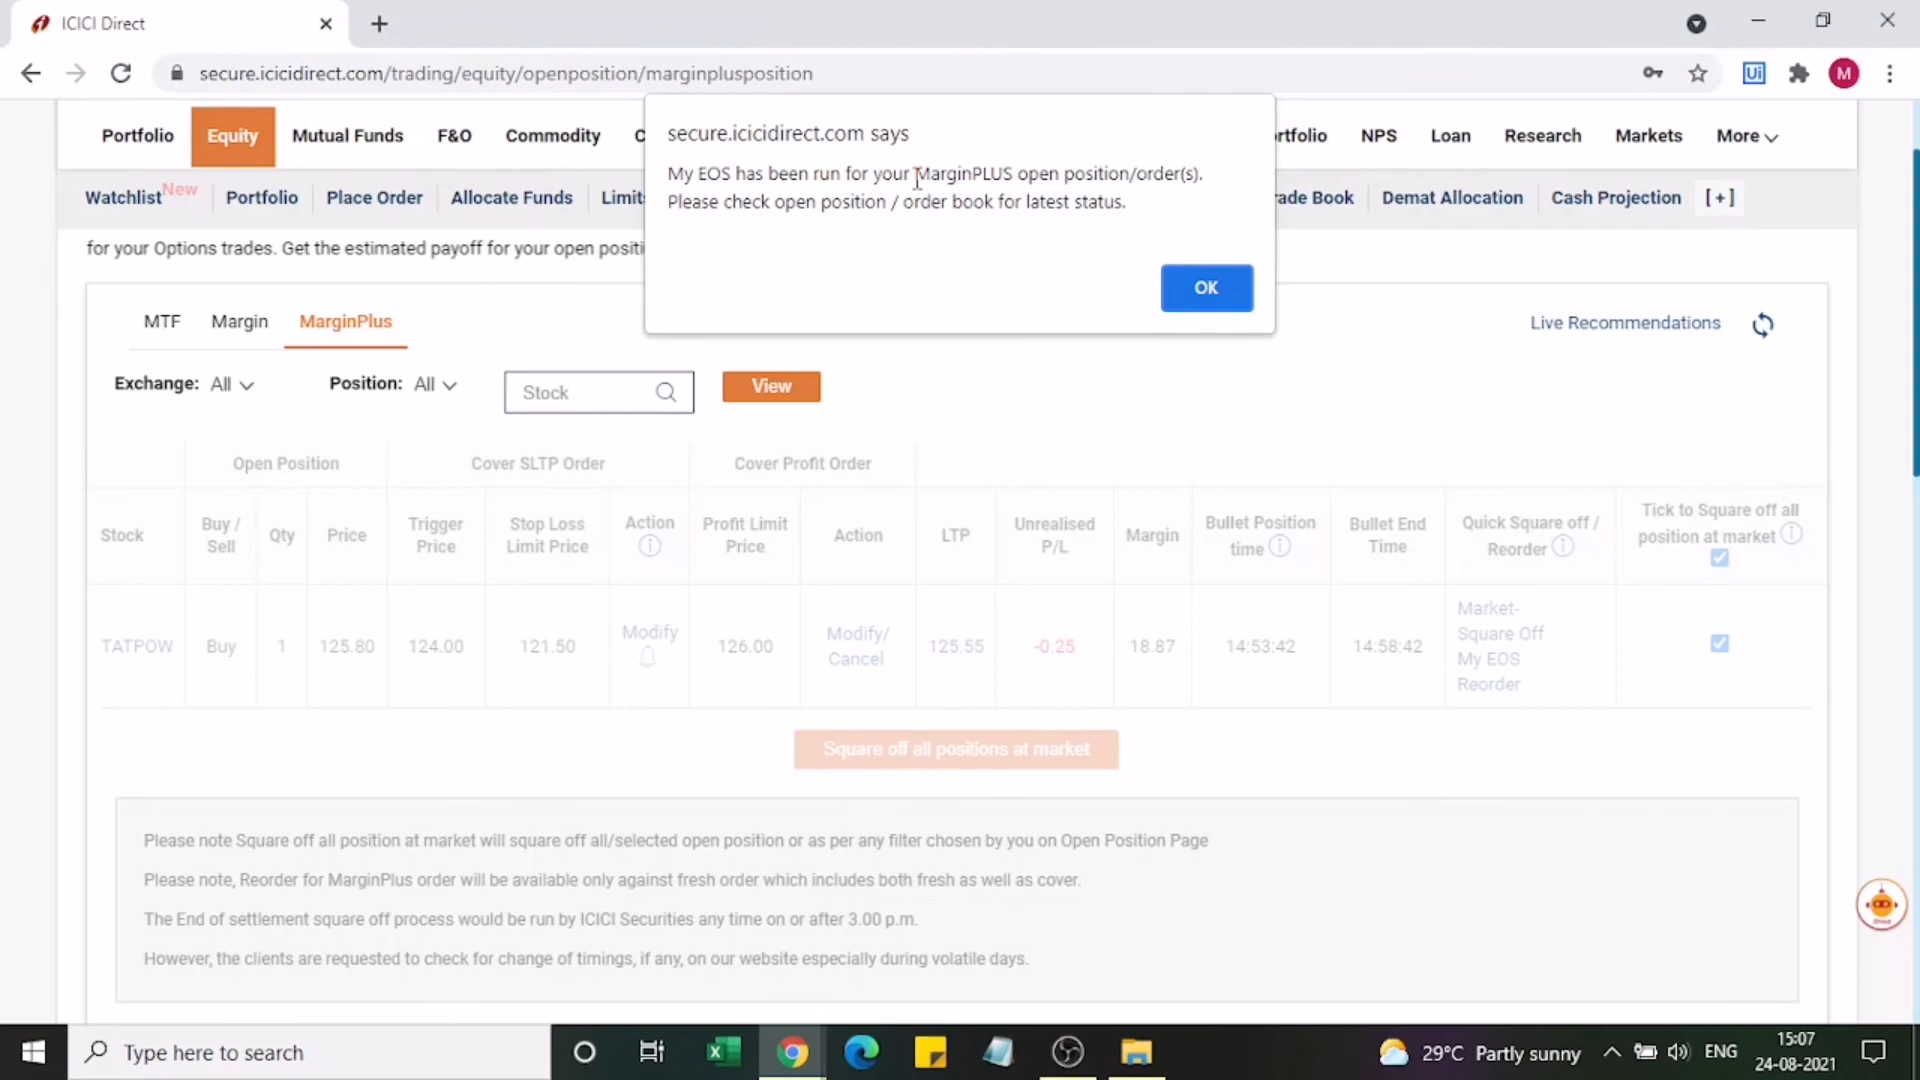 ICICI Direct
secure.icicidirect.com/trading/equity/openposition/marginplusposition
Ui
M
Portfolio Equity Mutual Funds F&O Commodity C
rtfolio NPS Loan Research Markets More
Watchlist New Portfolio Place Order Allocate Funds Limit
rade Book Demat Allocation Cash Projection [+]
for your Options trades. Get the estimated payoff for your open positi
secure.icicidirect.com says
My EOS has been run for your MarginPLUS open position/order(s).
Please check open position / order book for latest status.
OK
MTF Margin MarginPlus
Live Recommendations
Exchange: All Position: All Stock View
Open Position Cover SLTP Order Cover Profit Order
Stock
Buy / Sell
Qty
Price
Trigger Price
Stop Loss Limit Price
Action
Profit Limit Price
Action
LTP
Unrealised P/L
Margin
Bullet Position time
Bullet End Time
Quick Square off / Reorder
Tick to Square off all position at market
TATPOW Buy 1 125.80 124.00 121.50 Modify 126.00 Modify/ Cancel 125.55 -0.25 18.87 14:53:42 14:58:42
Market-
Square Off
My EOS
Reorder
Square off all positions at market
Please note Square off all position at market will square off all/selected open position or as per any filter chosen by you on Open Position Page
Please note, Reorder for MarginPlus order will be available only against fresh order which includes both fresh as well as cover.
The End of settlement square off process would be run by ICICI Securities any time on or after 3.00 p.m.
However, the clients are requested to check for change of timings, if any, on our website especially during volatile days.
Type here to search
29°C Partly sunny
ENG
15:07
24-08-2021